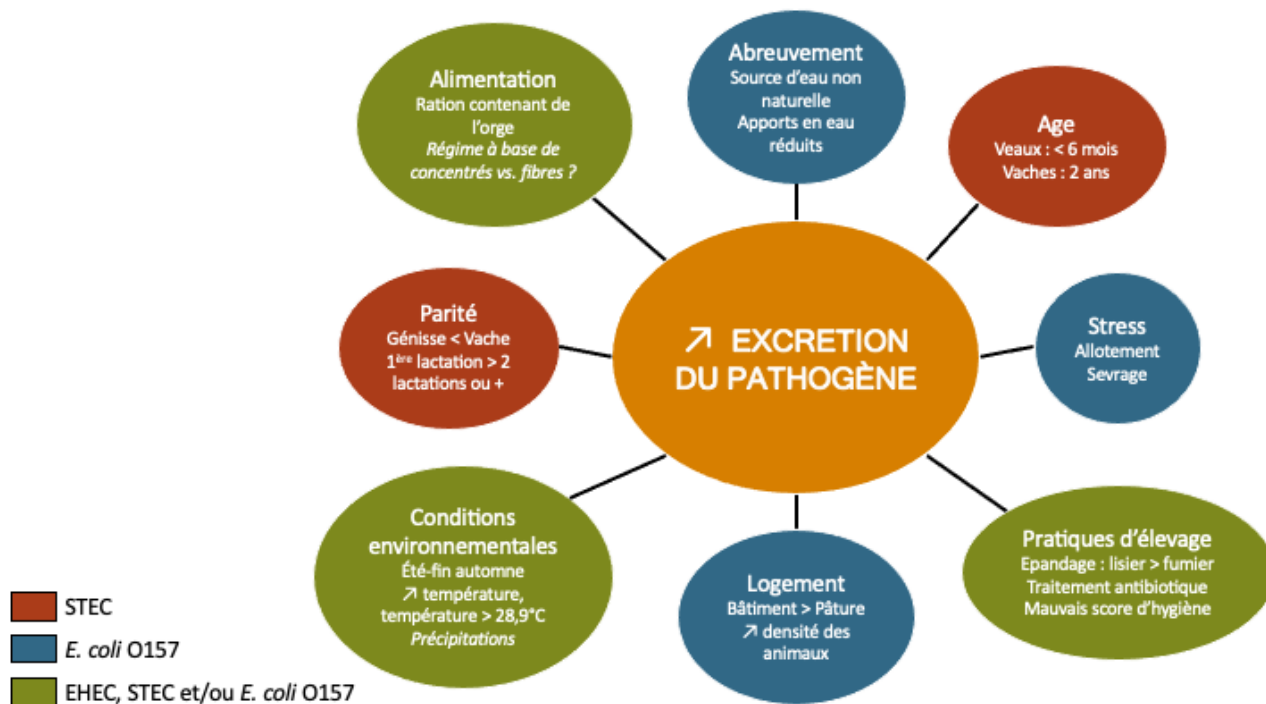 Alimentation
Ration contenant de
l'orge
Régime à base de
concentrés vs. fibres ?
Abreuvement
Source d'eau non
naturelle
Apports en eau
réduits
Age
Veaux : < 6 mois
Vaches : 2 ans
Parité
Génisse < Vache
1ère lactation > 2
lactations ou +
↗ EXCRETION
DU PATHOGÈNE
Stress
Allotement
Sevrage
Conditions
environnementales
Été-fin automne
↗ température,
température > 28,9°C
Précipitations
Logement
Bâtiment > Pâture
↗ densité des
animaux
Pratiques d'élevage
Epandage : lisier > fumier
Traitement antibiotique
Mauvais score d'hygiène
STEC
E. coli O157
EHEC, STEC et/ou E. coli O157